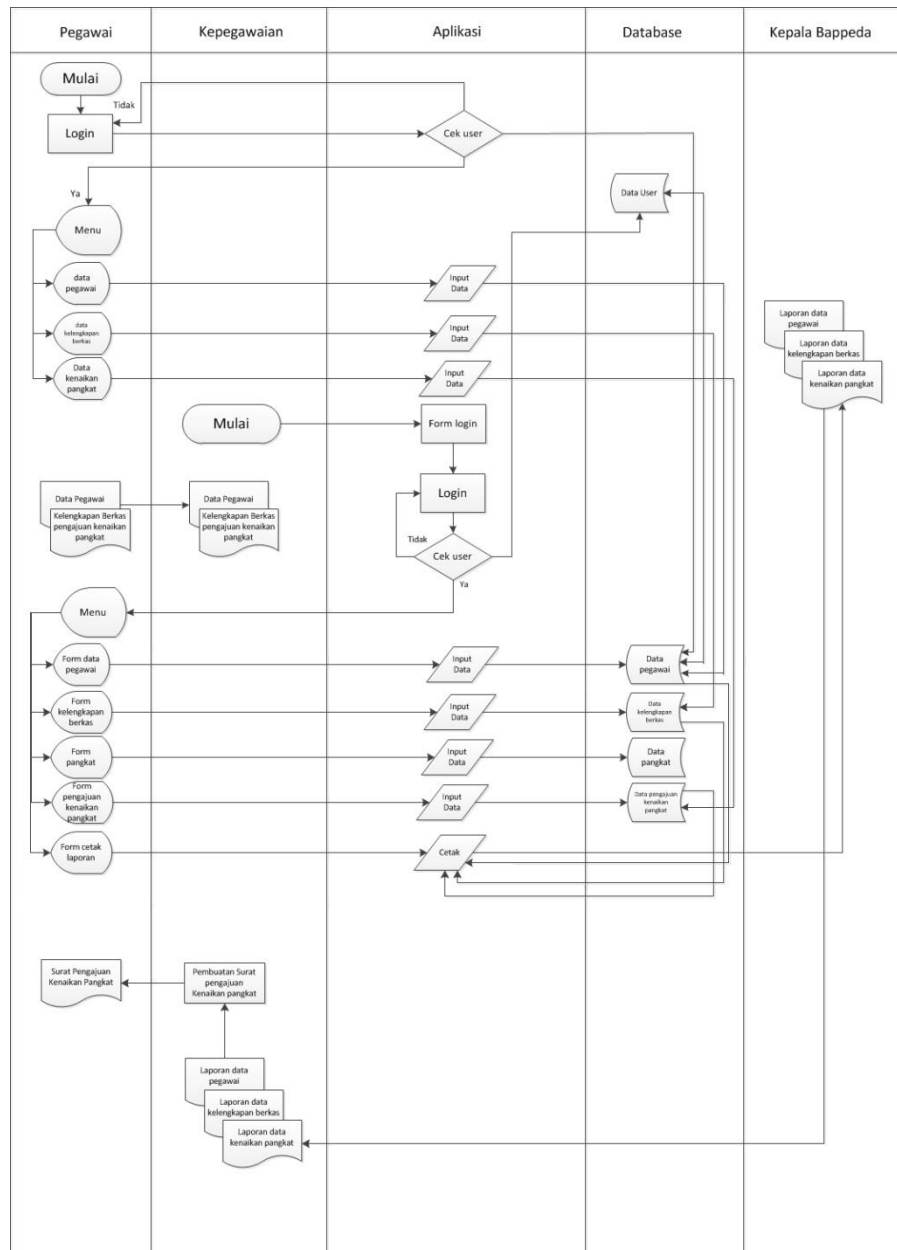 Pegawai
Kepegawaian
Aplikasi
Database
Kepala Bappeda
Mulai
Tidak
Login
Cek user
Ya
Data User
Menu
data
pegawai
Input
Data
data
kelengkapan
berkas
Input
Data
Data
kenaikan
pangkat
Input
Data
Laporan data
pegawai
Laporan data
kelengkapan berkas
Laporan data
kenaikan pangkat
Mulai
Form login
Login
Data Pegawai
Kelengkapan Berkas
pengajuan kenaikan
pangkat
Data Pegawai
Kelengkapan Berkas
pengajuan kenaikan
pangkat
Tidak
Cek user
Ya
Menu
Form data
pegawai
Input
Data
Data
pegawai
Form
kelengkapan
berkas
Input
Data
Data
kelengkapan
berkas
Form
pangkat
Input
Data
Data
pangkat
Form
pengajuan
kenaikan
pangkat
Input
Data
Data pengajuan
kenaikan
pangkat
Form cetak
laporan
Cetak
Surat Pengajuan
Kenaikan Pangkat
Pembuatan Surat
pengajuan
Kenaikan pangkat
Laporan data
pegawai
Laporan data
kelengkapan berkas
Laporan data
kenaikan pangkat